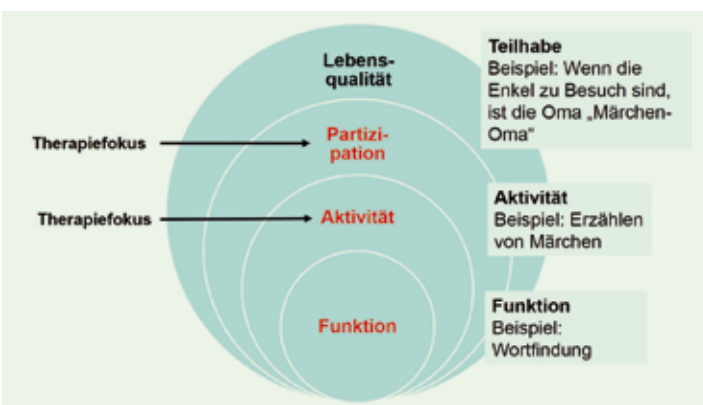 Lebens-
qualität
Partizi-
pation
Aktivität
Funktion
Therapiefokus
Therapiefokus
Teilhabe
Beispiel: Wenn die
Enkel zu Besuch sind,
ist die Oma „Märchen-
Oma“
Aktivität
Beispiel: Erzählen
von Märchen
Funktion
Beispiel:
Wortfindung